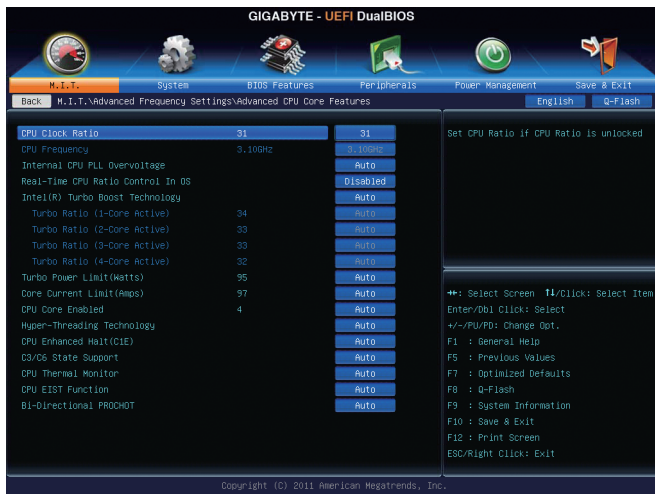 GIGABYTE - UEFI DualBIOS
M.I.T. System BIOS Features Peripherals Power Management Save & Exit
Back M.I.T.\Advanced Frequency Settings\Advanced CPU Core Features English Q-Flash
CPU Clock Ratio 31 31
CPU Frequency 3.10GHz 3.10GHz
Internal CPU PLL Overvoltage Auto
Real-Time CPU Ratio Control In OS Disabled
Intel(R) Turbo Boost Technology Auto
Turbo Ratio (1-Core Active) 34 Auto
Turbo Ratio (2-Core Active) 33 Auto
Turbo Ratio (3-Core Active) 33 Auto
Turbo Ratio (4-Core Active) 32 Auto
Turbo Power Limit(Watts) 95 Auto
Core Current Limit(Amps) 97 Auto
CPU Core Enabled 4 Auto
Hyper-Threading Technology Auto
CPU Enhanced Halt(C1E) Auto
C3/C6 State Support Auto
CPU Thermal Monitor Auto
CPU EIST Function Auto
Bi-Directional PROCHOT Auto
Set CPU Ratio if CPU Ratio is unlocked
→←: Select Screen ↑↓/Click: Select Item
Enter/Dbl Click: Select
+/-/PU/PD: Change Opt.
F1 : General Help
F5 : Previous Values
F7 : Optimized Defaults
F8 : Q-Flash
F9 : System Information
F10 : Save & Exit
F12 : Print Screen
ESC/Right Click: Exit
Copyright (C) 2011 American Megatrends, Inc.